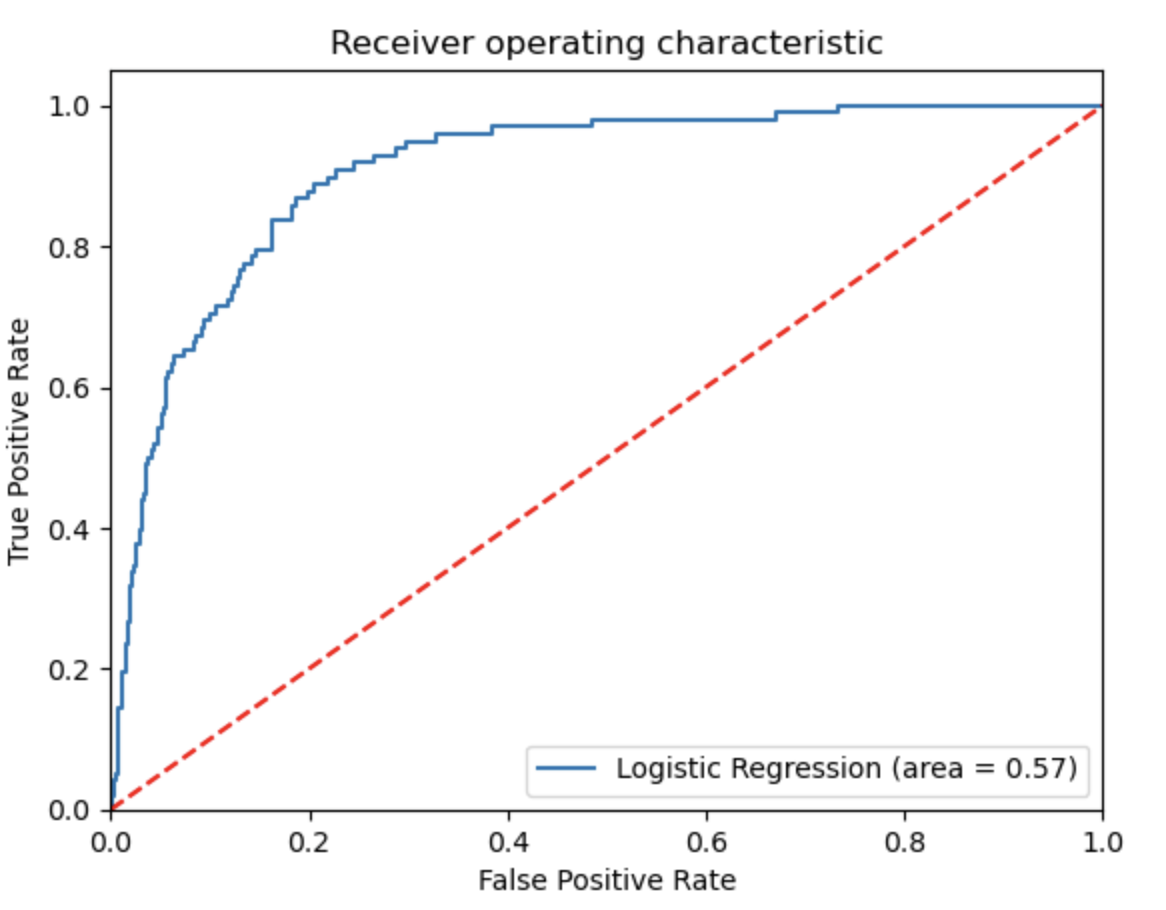 Receiver operating characteristic
1.0
0.8
0.6
0.4
0.2
0.0
True Positive Rate
Logistic Regression (area = 0.57)
0.0 0.2 0.4 0.6 0.8 1.0
False Positive Rate